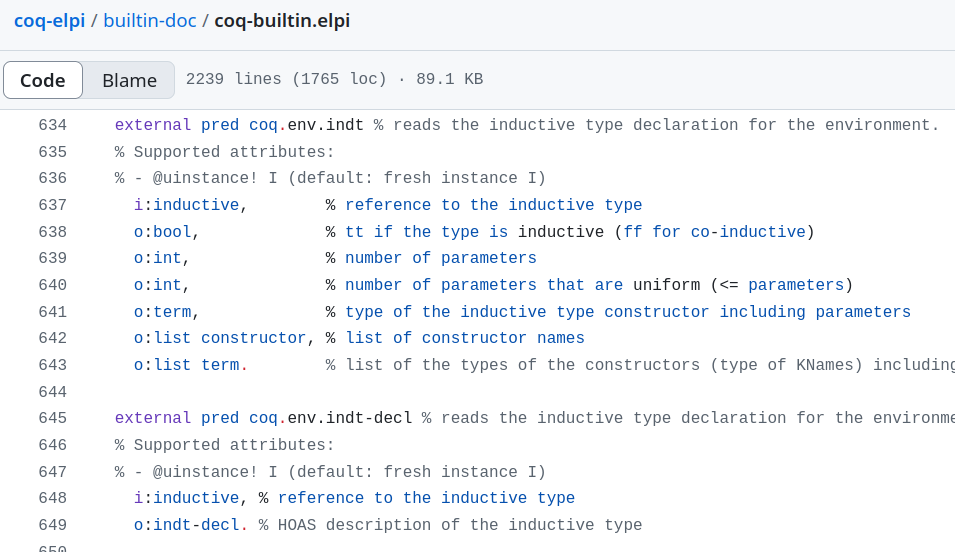 coq-elpi / builtin-doc / coq-builtin.elpi
Code Blame 2239 lines (1765 loc) · 89.1 KB
634 external pred coq.env.indt % reads the inductive type declaration for the environment.
635 % Supported attributes:
636 % - @uinstance! I (default: fresh instance I)
637 i:inductive, % reference to the inductive type
638 o:bool, % tt if the type is inductive (ff for co-inductive)
639 o:int, % number of parameters
640 o:int, % number of parameters that are uniform (<= parameters)
641 o:term, % type of the inductive type constructor including parameters
642 o:list constructor, % list of constructor names
643 o:list term. % list of the types of the constructors (type of KNames) including
644
645 external pred coq.env.indt-decl % reads the inductive type declaration for the environme
646 % Supported attributes:
647 % - @uinstance! I (default: fresh instance I)
648 i:inductive, % reference to the inductive type
649 o:indt-decl. % HOAS description of the inductive type
650